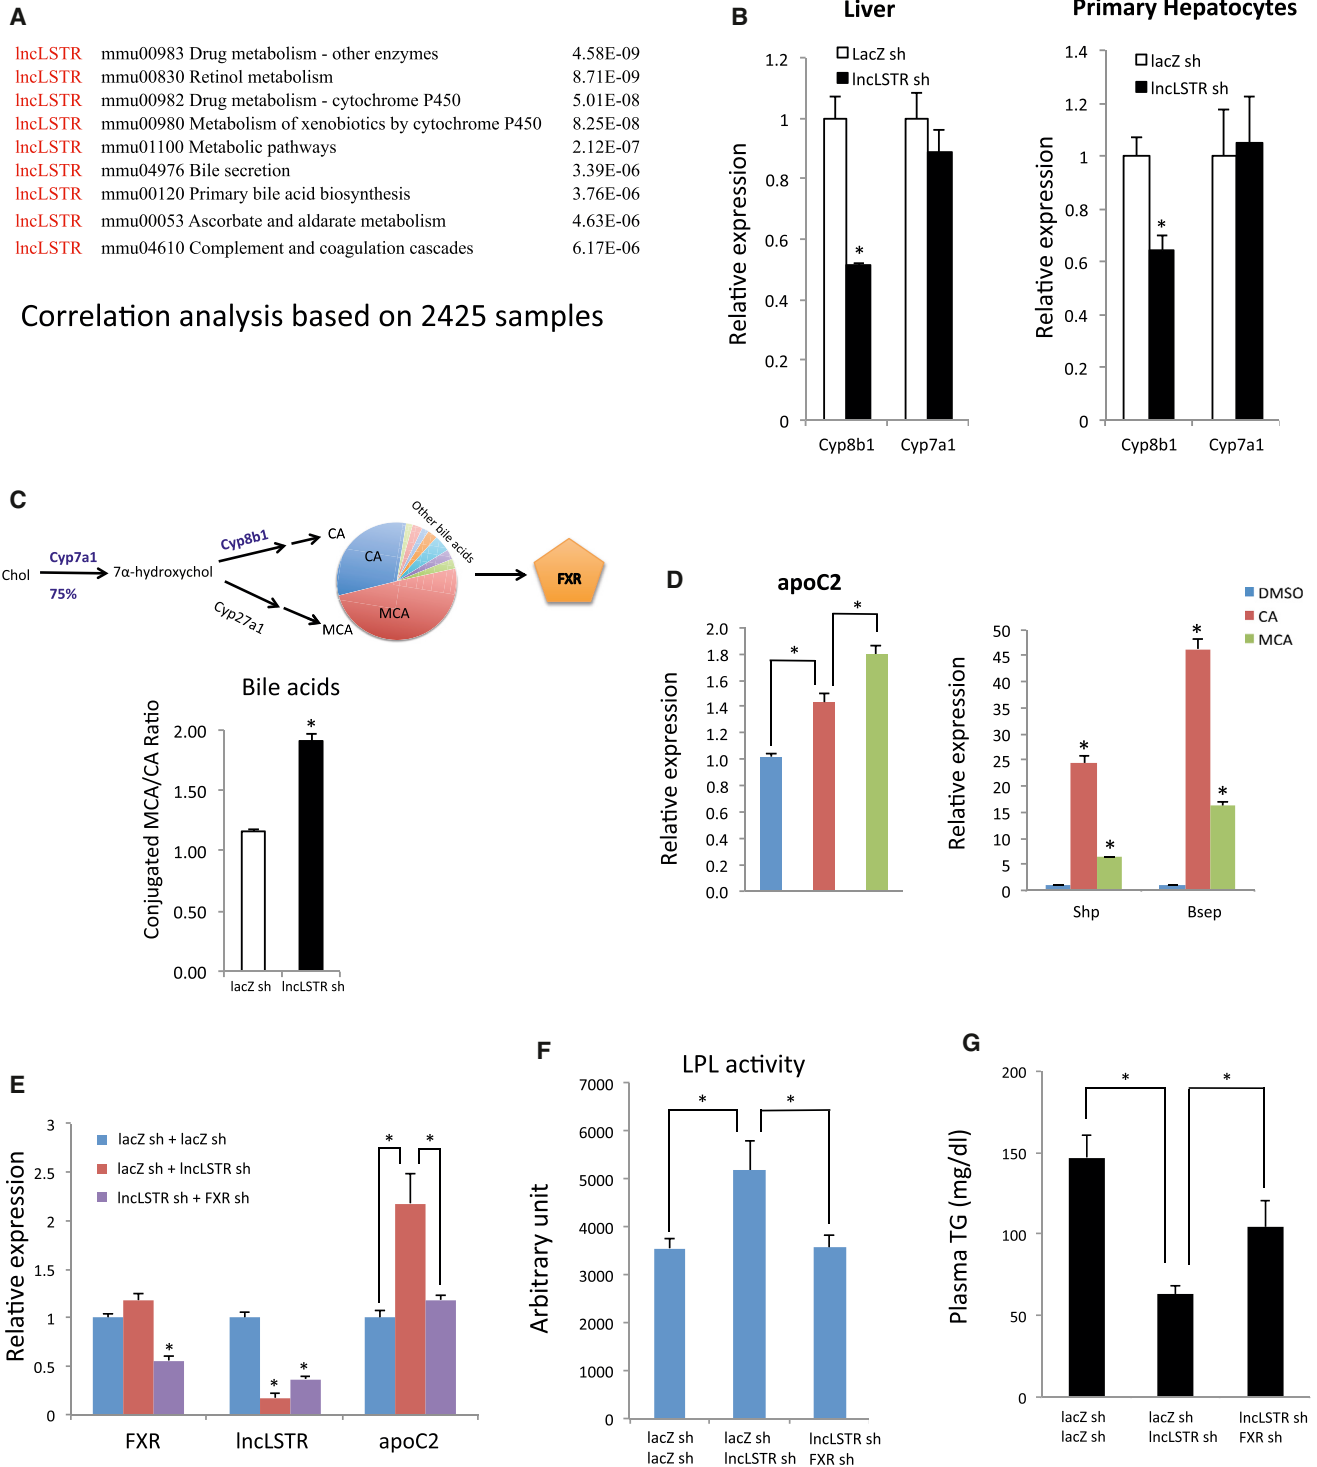 A
lncLSTR mmu00983 Drug metabolism - other enzymes 4.58E-09
lncLSTR mmu00830 Retinol metabolism 8.71E-09
lncLSTR mmu00982 Drug metabolism - cytochrome P450 5.01E-08
lncLSTR mmu00980 Metabolism of xenobiotics by cytochrome P450 8.25E-08
lncLSTR mmu01100 Metabolic pathways 2.12E-07
lncLSTR mmu04976 Bile secretion 3.39E-06
lncLSTR mmu00120 Primary bile acid biosynthesis 3.76E-06
lncLSTR mmu00053 Ascorbate and aldarate metabolism 4.63E-06
lncLSTR mmu04610 Complement and coagulation cascades 6.17E-06
Correlation analysis based on 2425 samples
B
Liver
LacZ sh
lncLSTR sh
Relative expression
1.2
1
0.8
0.6
0.4
0.2
0
*
Cyp8b1 Cyp7a1
Primary Hepatocytes
lacZ sh
lncLSTR sh
Relative expression
1.4
1.2
1
0.8
0.6
0.4
0.2
0
*
Cyp8b1 Cyp7a1
C
Chol
Cyp7a1
75%
7α-hydroxychol
Cyp8b1
Cyp27a1
CA
MCA
CA
MCA
Other bile acids
FXR
Bile acids
Conjugated MCA/CA Ratio
2.00
1.50
1.00
0.50
0.00
*
lacZ sh lncLSTR sh
D
apoC2
Relative expression
2.0
1.8
1.6
1.4
1.2
1.0
0.8
0.6
0.4
0.2
0.0
* *
DMSO
CA
MCA
Relative expression
50
45
40
35
30
25
20
15
10
5
0
* * * *
Shp Bsep
E
Relative expression
3
2.5
2
1.5
1
0.5
0
lacZ sh + lacZ sh
lacZ sh + lncLSTR sh
lncLSTR sh + FXR sh
* * * * *
FXR lncLSTR apoC2
F
LPL activity
Arbitrary unit
7000
6000
5000
4000
3000
2000
1000
0
* *
lacZ sh lacZ sh lncLSTR sh
lacZ sh lncLSTR sh FXR sh
G
Plasma TG (mg/dl)
200
150
100
50
0
* *
lacZ sh lacZ sh lncLSTR sh
lacZ sh lncLSTR sh FXR sh